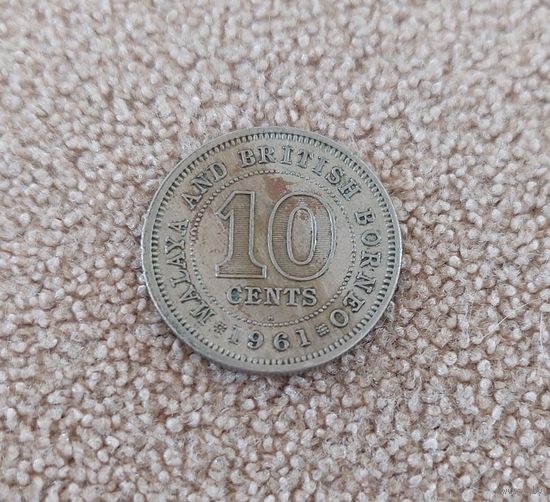 MALAYA AND BRITISH BORNEO
10
CENTS
1961